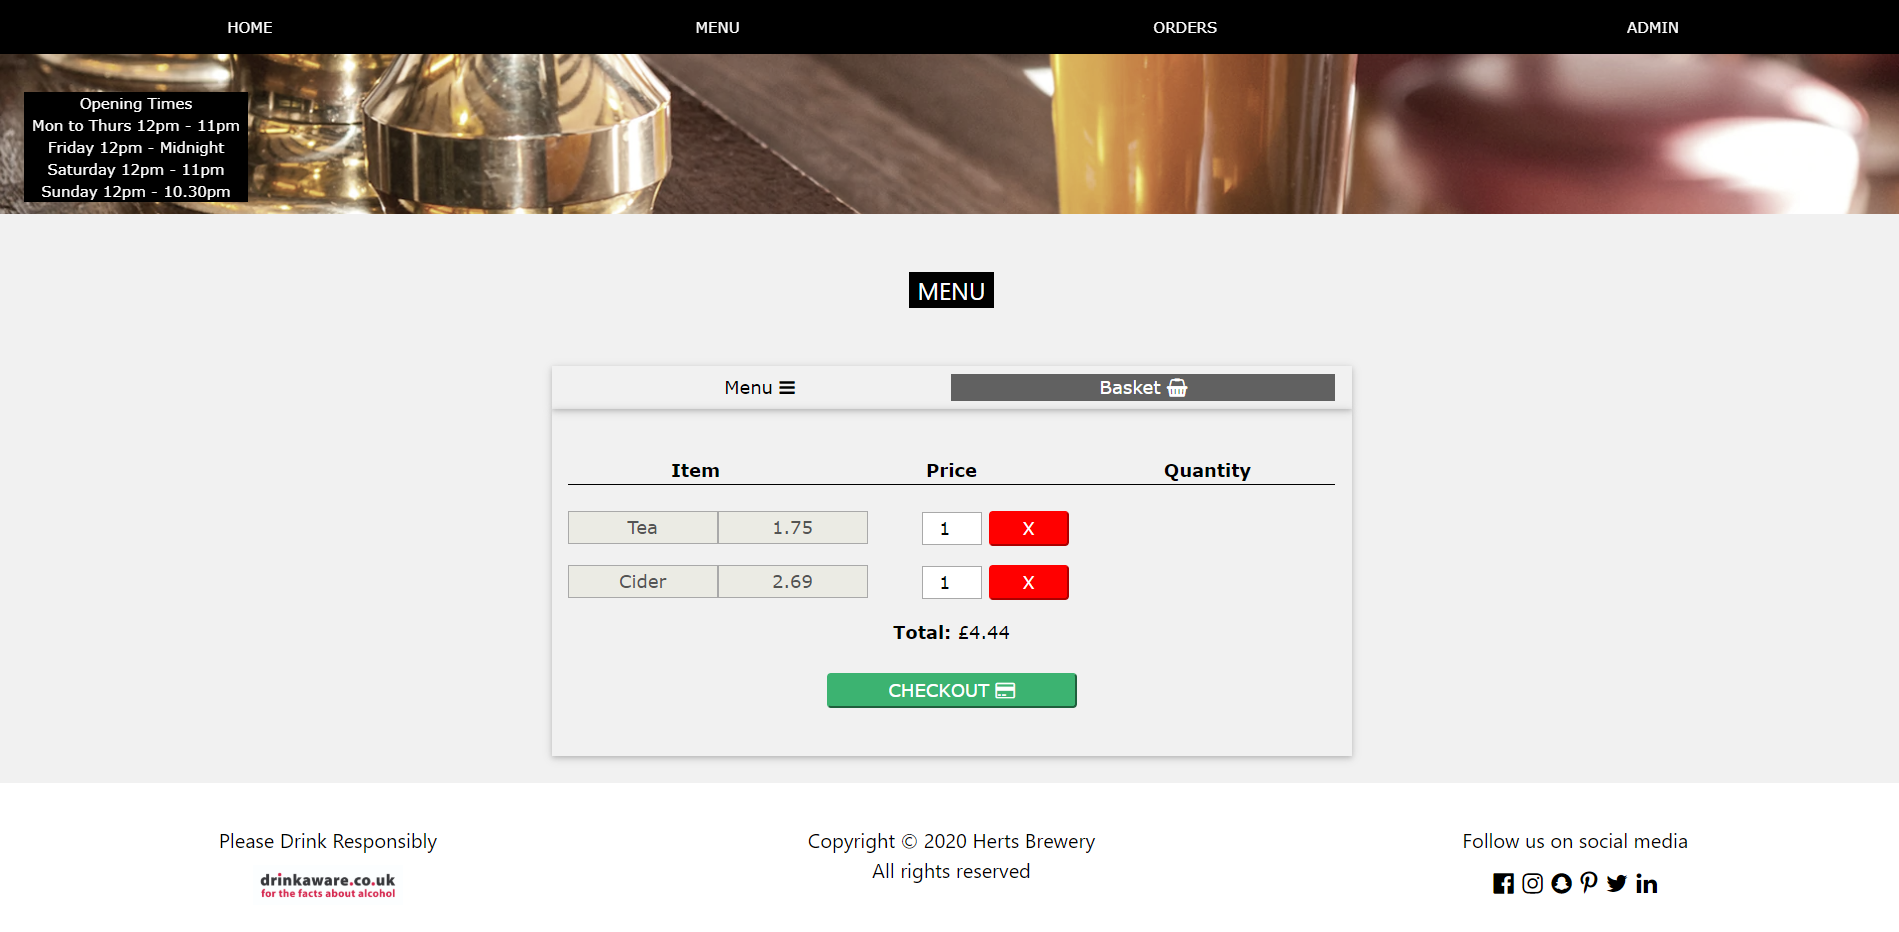 HOME MENU ORDERS ADMIN
Opening Times
Mon to Thurs 12pm - 11pm
Friday 12pm - Midnight
Saturday 12pm - 11pm
Sunday 12pm - 10.30pm
MENU
Menu Basket
Item Price Quantity
Tea 1.75 1 X
Cider 2.69 1 X
Total: £4.44
CHECKOUT
Please Drink Responsibly
drinkaware.co.uk
for the facts about alcohol
Copyright © 2020 Herts Brewery
All rights reserved
Follow us on social media